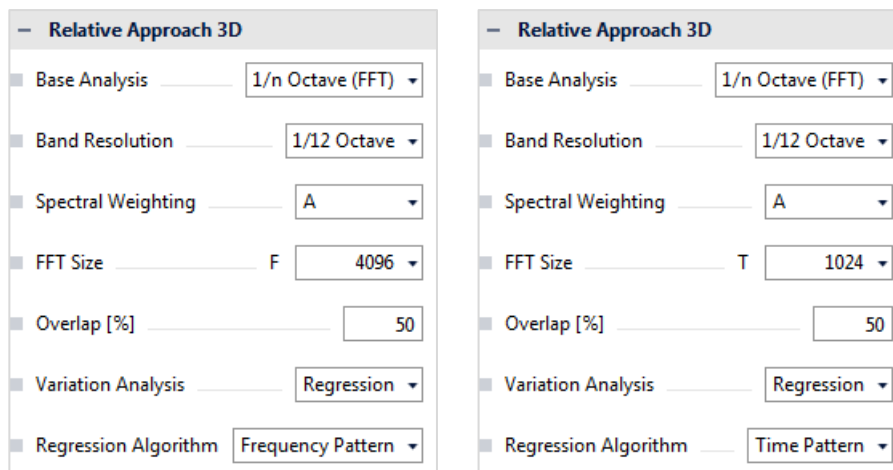 Relative Approach 3D
Base Analysis 1/n Octave (FFT)
Band Resolution 1/12 Octave
Spectral Weighting A
FFT Size F 4096
Overlap [%] 50
Variation Analysis Regression
Regression Algorithm Frequency Pattern
Relative Approach 3D
Base Analysis 1/n Octave (FFT)
Band Resolution 1/12 Octave
Spectral Weighting A
FFT Size T 1024
Overlap [%] 50
Variation Analysis Regression
Regression Algorithm Time Pattern